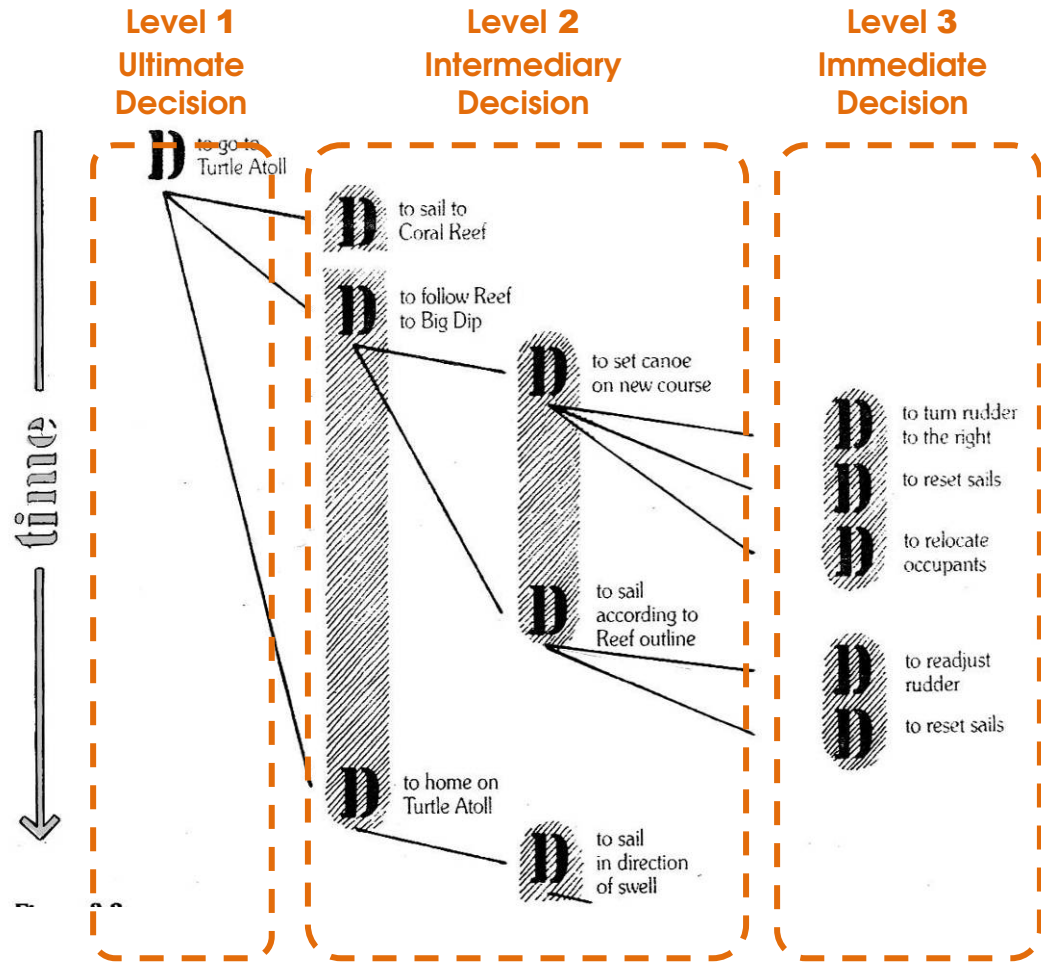 Level 1
Ultimate
Decision
Level 2
Intermediary
Decision
Level 3
Immediate
Decision
time
D to go to
Turtle Atoll
D to sail to
Coral Reef
D to follow Reef
to Big Dip
D to set canoe
on new course
D to turn rudder
to the right
D to reset sails
D to relocate
occupants
D to sail
according to
Reef outline
D to readjust
rudder
D to reset sails
D to home on
Turtle Atoll
D to sail
in direction
of swell